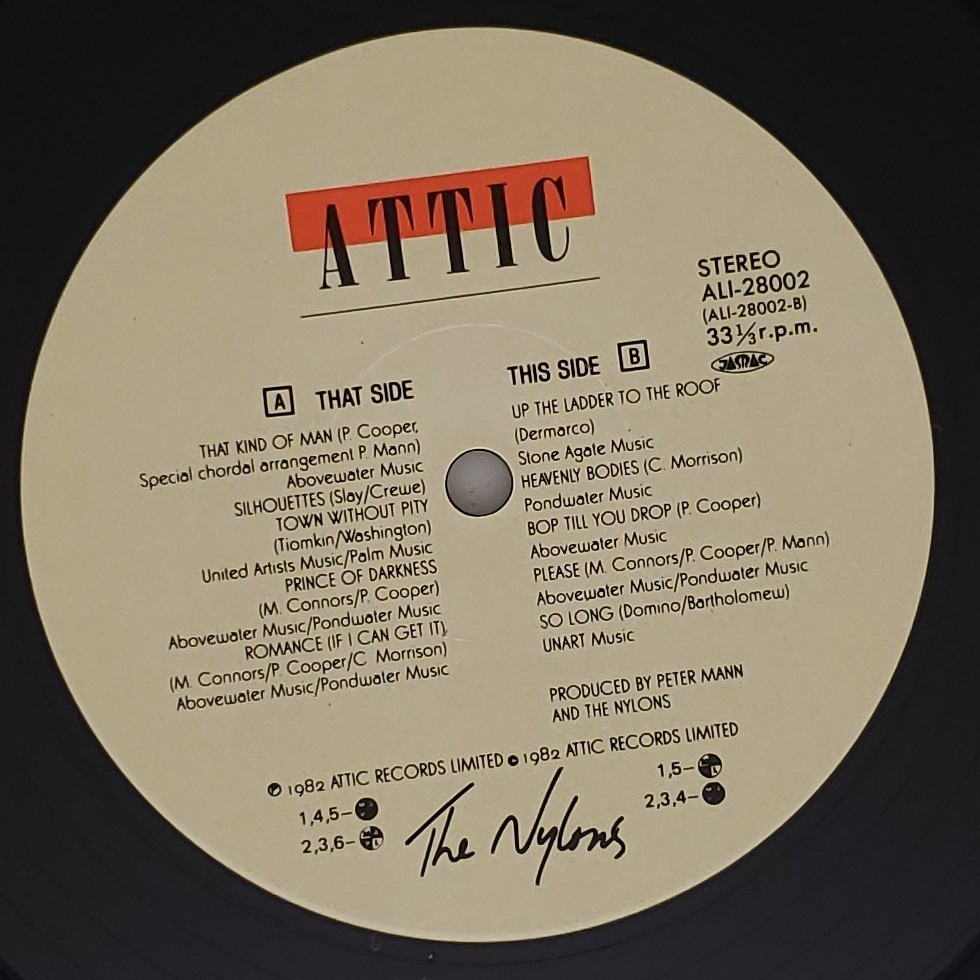 ATTIC
STEREO
ALI-28002
(ALI-28002-B)
33 1/3 r.p.m.
JASRAC
A THAT SIDE
THAT KIND OF MAN (P. Cooper,
Special chordal arrangement P. Mann)
Abovewater Music
SILHOUETTES (Slay/Crewe)
TOWN WITHOUT PITY
(Tiomkin/Washington)
United Artists Music/Palm Music
PRINCE OF DARKNESS
(M. Connors/P. Cooper)
Abovewater Music/Pondwater Music
ROMANCE (IF I CAN GET IT),
(M. Connors/P. Cooper/C Morrison)
Abovewater Music/Pondwater Music
THIS SIDE B
UP THE LADDER TO THE ROOF
(Dermarco)
Stone Agate Music
HEAVENLY BODIES (C. Morrison)
Pondwater Music
BOP TILL YOU DROP (P. Cooper)
Abovewater Music
PLEASE (M. Connors/P. Cooper/P. Mann)
Abovewater Music/Pondwater Music
SO LONG (Domino/Bartholomew)
UNART Music
PRODUCED BY PETER MANN
AND THE NYLONS
℗ 1982 ATTIC RECORDS LIMITED © 1982 ATTIC RECORDS LIMITED
1,4,5–
2,3,6–
1,5–
2,3,4–
The Nylons